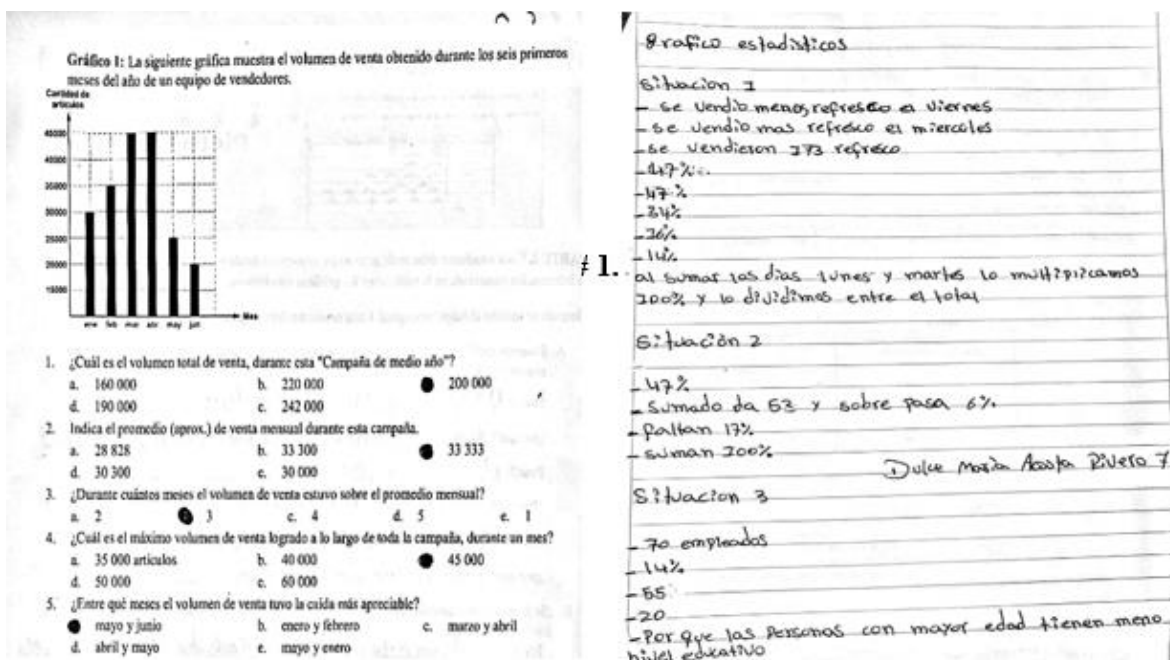 Gráfico 1: La siguiente gráfica muestra el volumen de venta obtenido durante los seis primeros
meses del año de un equipo de vendedores.
Cantidad de
artículos
45000
40000
35000
30000
25000
15000
ene feb mar abr may jun
Mes
1. ¿Cuál es el volumen total de venta, durante esta "Campaña de medio año"?
a. 160 000 b. 220 000 200 000
d. 190 000 e. 242 000
2. Indica el promedio (aprox.) de venta mensual durante esta campaña.
a. 28 828 b. 33 300 33 333
d. 30 300 e. 30 000
3. ¿Durante cuántos meses el volumen de venta estuvo sobre el promedio mensual?
a. 2 3 c. 4 d. 5 e. 1
4. ¿Cuál es el máximo volumen de venta logrado a lo largo de toda la campaña, durante un mes?
a. 35 000 artículos b. 40 000 45 000
d. 50 000 e. 60 000
5. ¿Entre qué meses el volumen de venta tuvo la caída más apreciable?
mayo y junio b. enero y febrero c. marzo y abril
d. abril y mayo e. mayo y enero
# 1.
Grafico estadisticos
Situacion 1
- se vendio menos refresco el viernes
- se vendio mas refresco el miercoles
- se vendieron 173 refresco
- 47%
- 34%
- 14%
al sumar los dias lunes y martes lo multiplicamos
100% y lo dividimos entre el total
Situación 2
- 47%
- sumado da 53 y sobre pasa 6%
- faltan 17%
- suman 100%
Dulce María Acosta Rivero 7
Situacion 3
- 70 empleados
- 14%
- 55
- 20
- Por que las personas con mayor edad tienen meno
nivel educativo